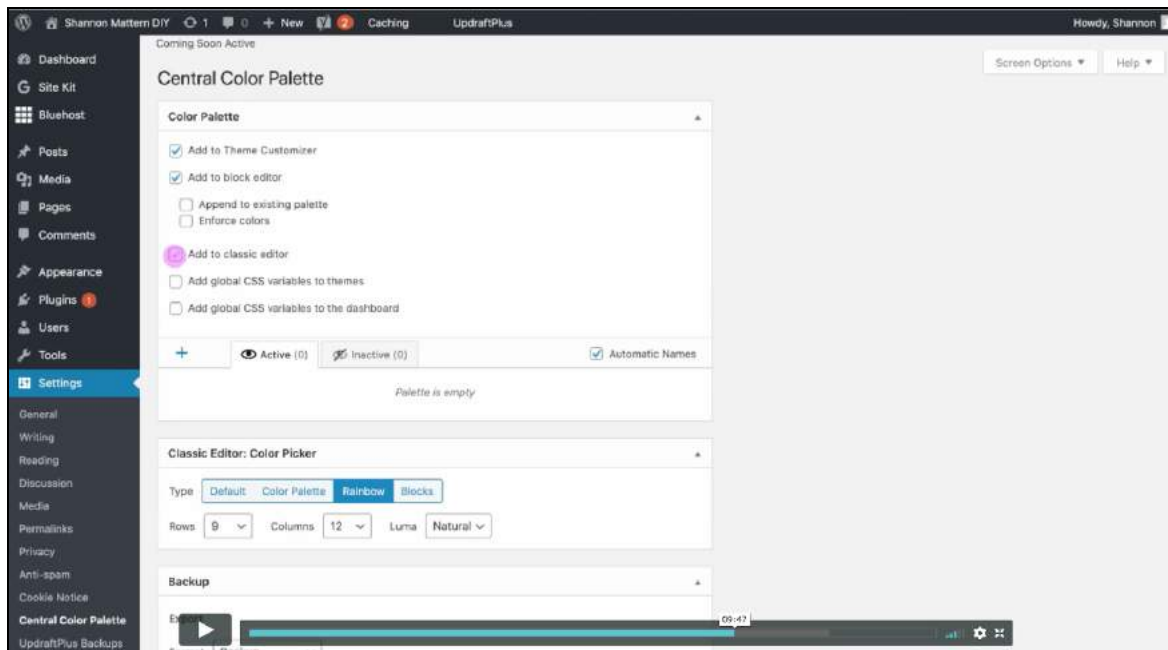 Shannon Mattern DIY 1 0 + New 2 Caching UpdraftPlus Howdy, Shannon
Coming Soon Active
Dashboard
Site Kit
Bluehost
Posts
Media
Pages
Comments
Appearance
Plugins 1
Users
Tools
Settings
General
Writing
Reading
Discussion
Media
Permalinks
Privacy
Anti-spam
Cookie Notice
Central Color Palette
UpdraftPlus Backups
Screen Options ▼ Help ▼
Central Color Palette
Color Palette
Add to Theme Customizer
Add to block editor
Append to existing palette
Enforce colors
Add to classic editor
Add global CSS variables to themes
Add global CSS variables to the dashboard
+ Active (0) Inactive (0) Automatic Names
Palette is empty
Classic Editor: Color Picker
Type Default Color Palette Rainbow Blocks
Rows 9 Columns 12 Luma Natural
Backup
09:47